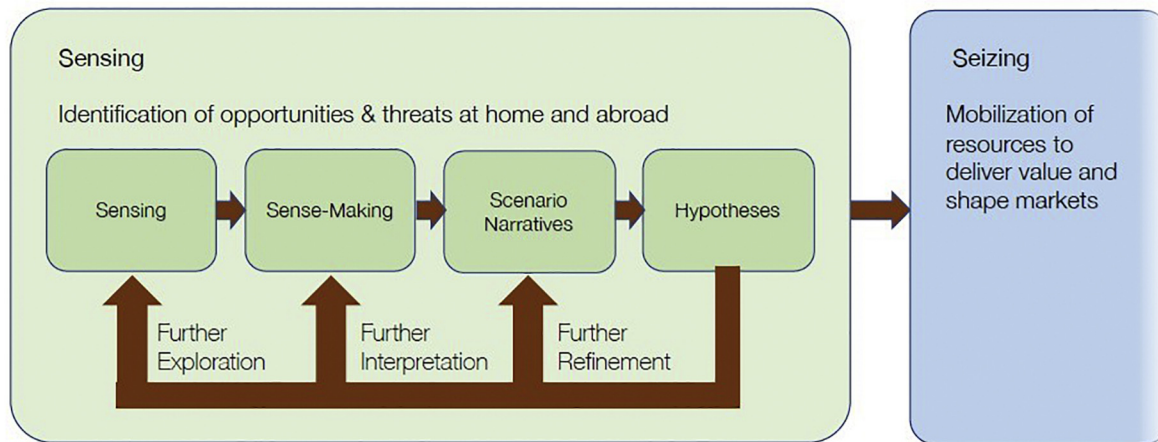 Sensing
Identification of opportunities & threats at home and abroad
Sensing
Sense-Making
Scenario
Narratives
Hypotheses
Further
Exploration
Further
Interpretation
Further
Refinement
Seizing
Mobilization of
resources to
deliver value and
shape markets